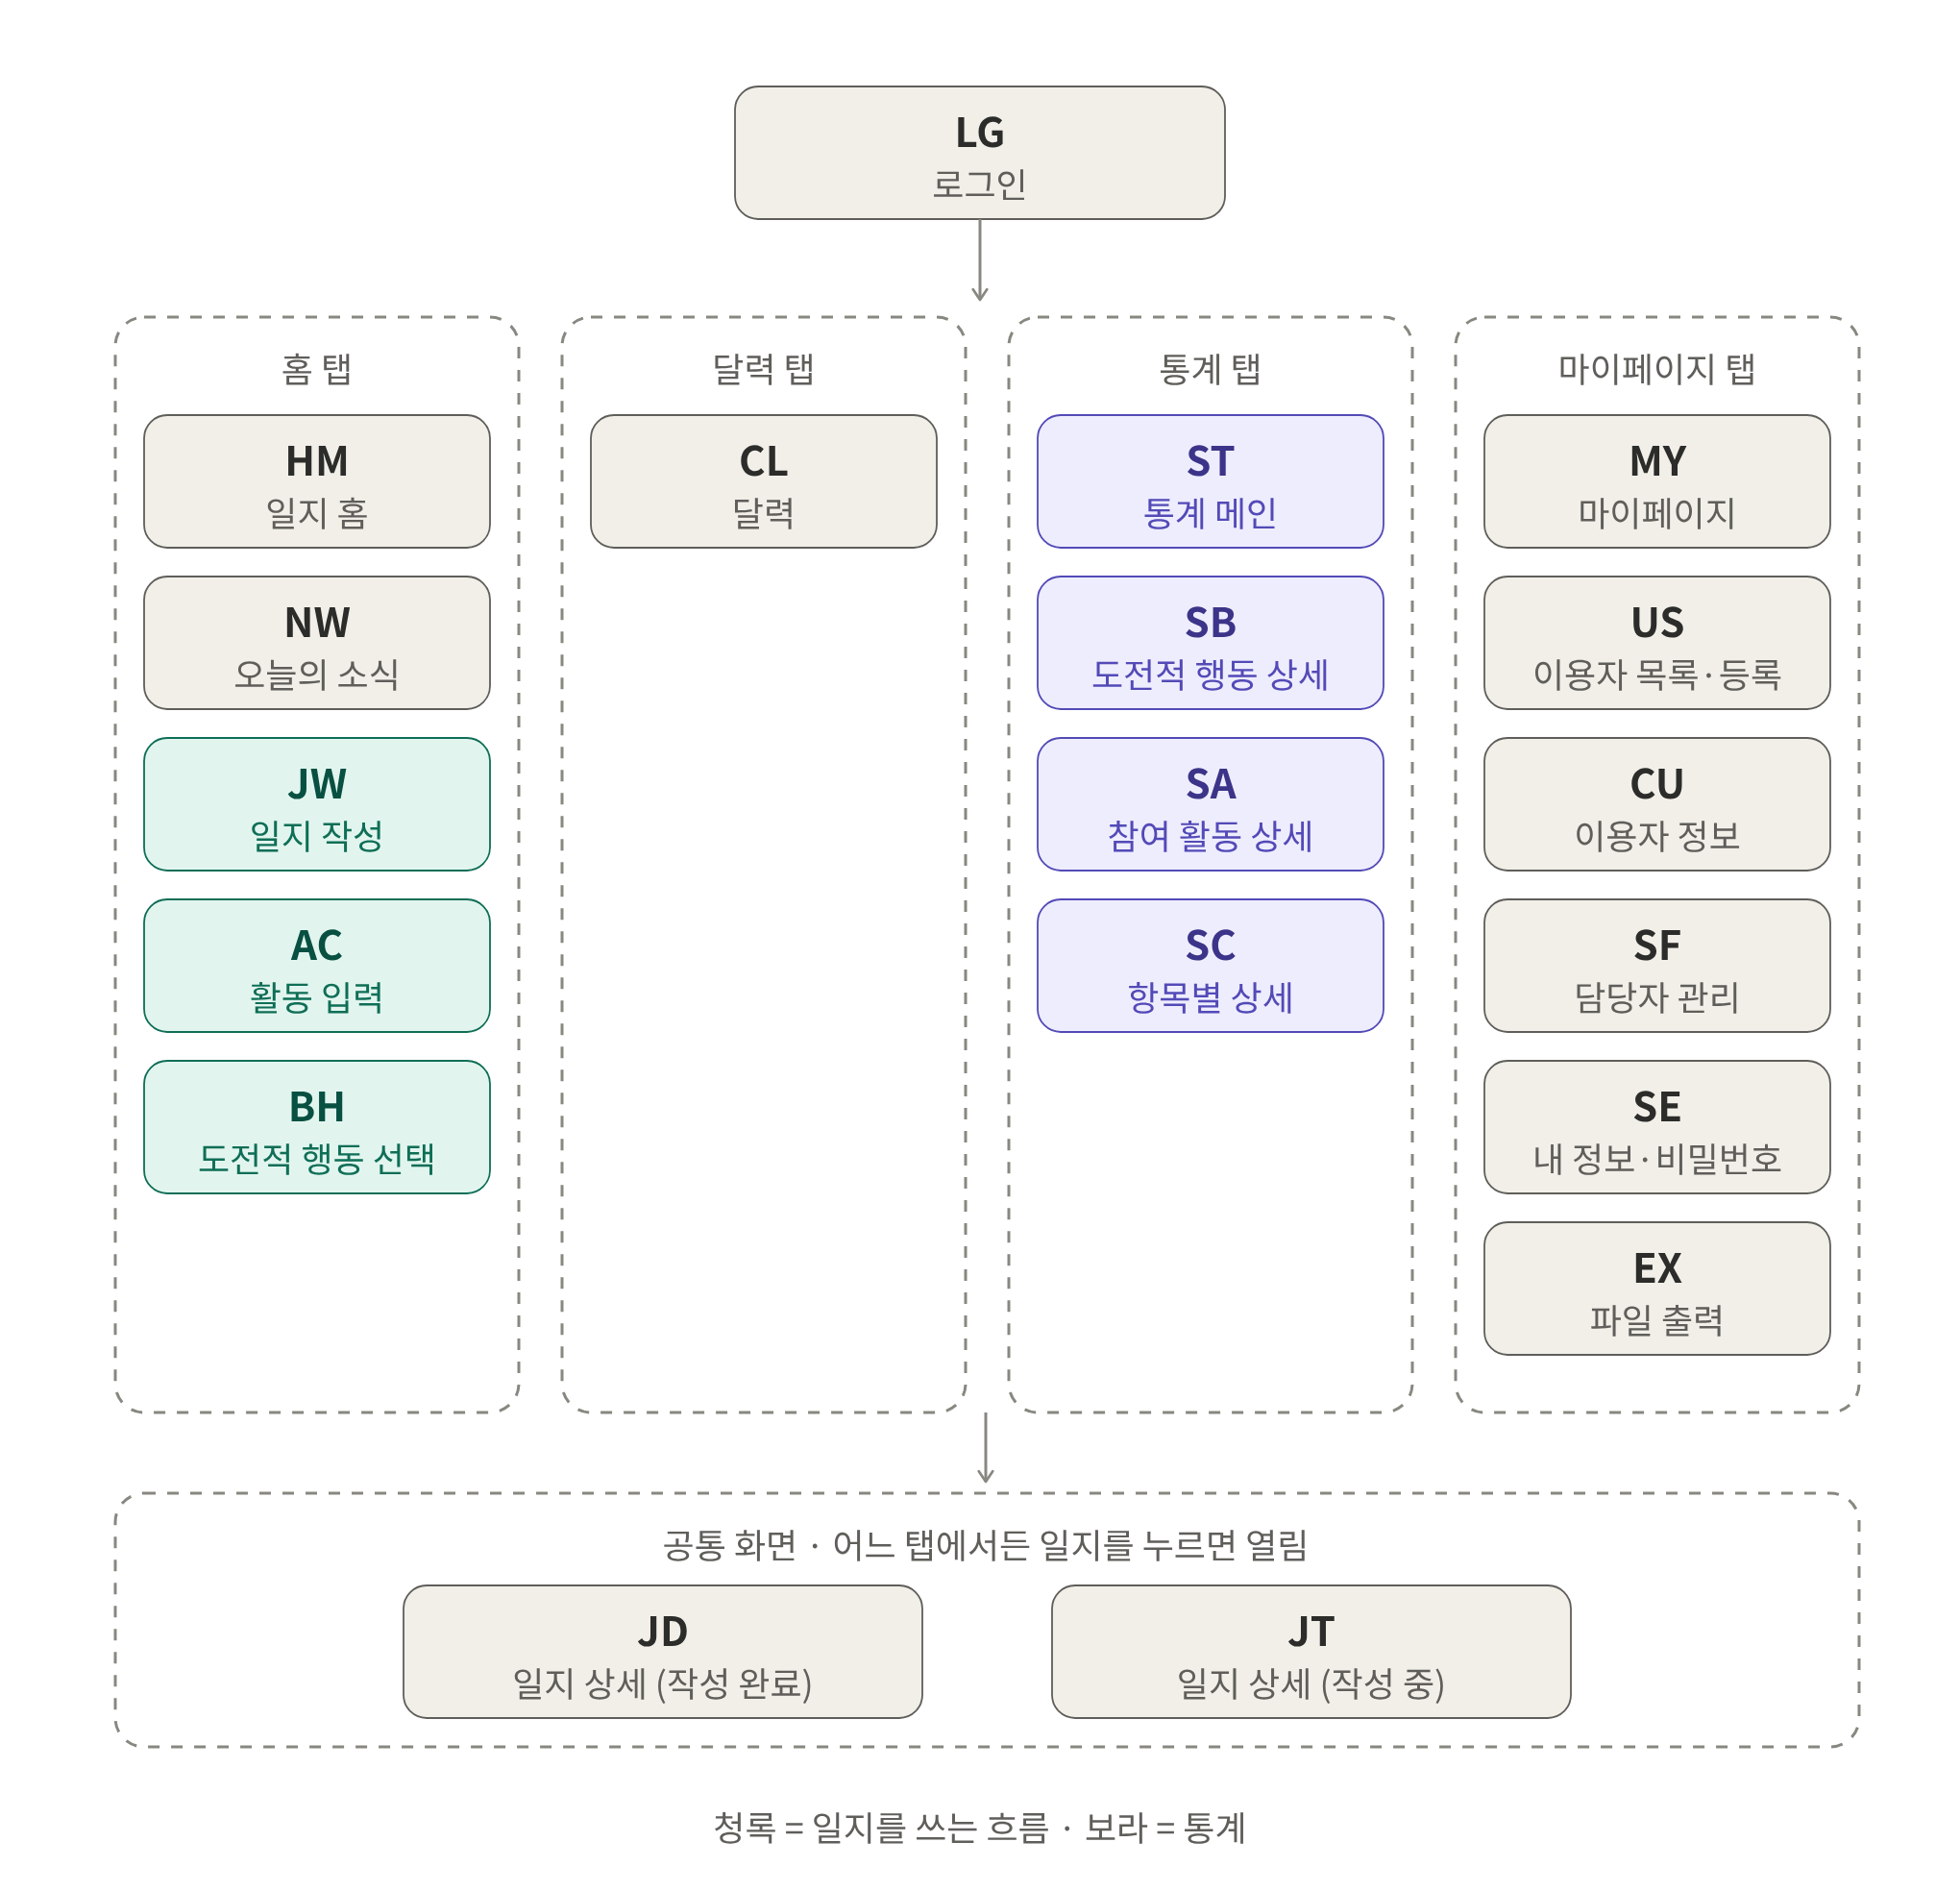 LG
로그인
홈 탭
HM
일지 홈
NW
오늘의 소식
JW
일지 작성
AC
활동 입력
BH
도전적 행동 선택
달력 탭
CL
달력
통계 탭
ST
통계 메인
SB
도전적 행동 상세
SA
참여 활동 상세
SC
항목별 상세
마이페이지 탭
MY
마이페이지
US
이용자 목록·등록
CU
이용자 정보
SF
담당자 관리
SE
내 정보·비밀번호
EX
파일 출력
공통 화면 · 어느 탭에서든 일지를 누르면 열림
JD
일지 상세 (작성 완료)
JT
일지 상세 (작성 중)
청록 = 일지를 쓰는 흐름 · 보라 = 통계